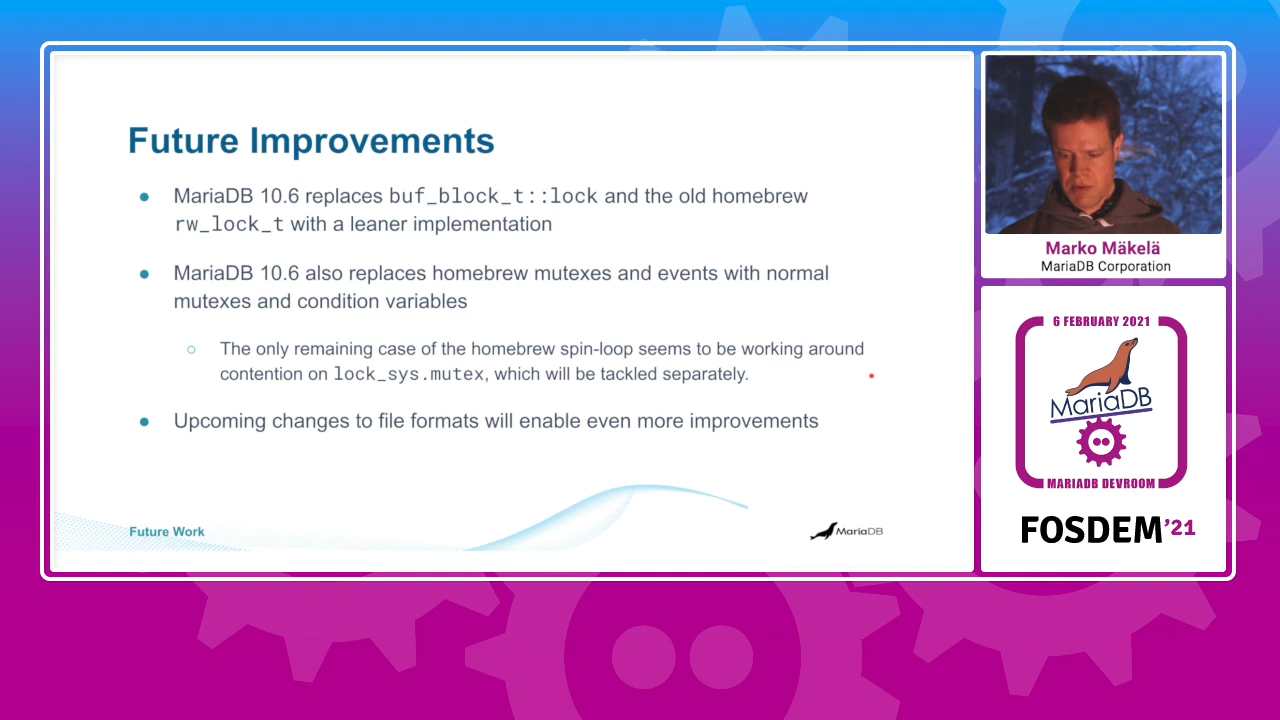 Future Improvements
● MariaDB 10.6 replaces buf_block_t::lock and the old homebrew
rw_lock_t with a leaner implementation
● MariaDB 10.6 also replaces homebrew mutexes and events with normal
mutexes and condition variables
○ The only remaining case of the homebrew spin-loop seems to be working around
contention on lock_sys.mutex, which will be tackled separately.
● Upcoming changes to file formats will enable even more improvements
Future Work
MariaDB
Marko Mäkelä
MariaDB Corporation
6 FEBRUARY 2021
MariaDB
MARIADB DEVROOM
FOSDEM'21